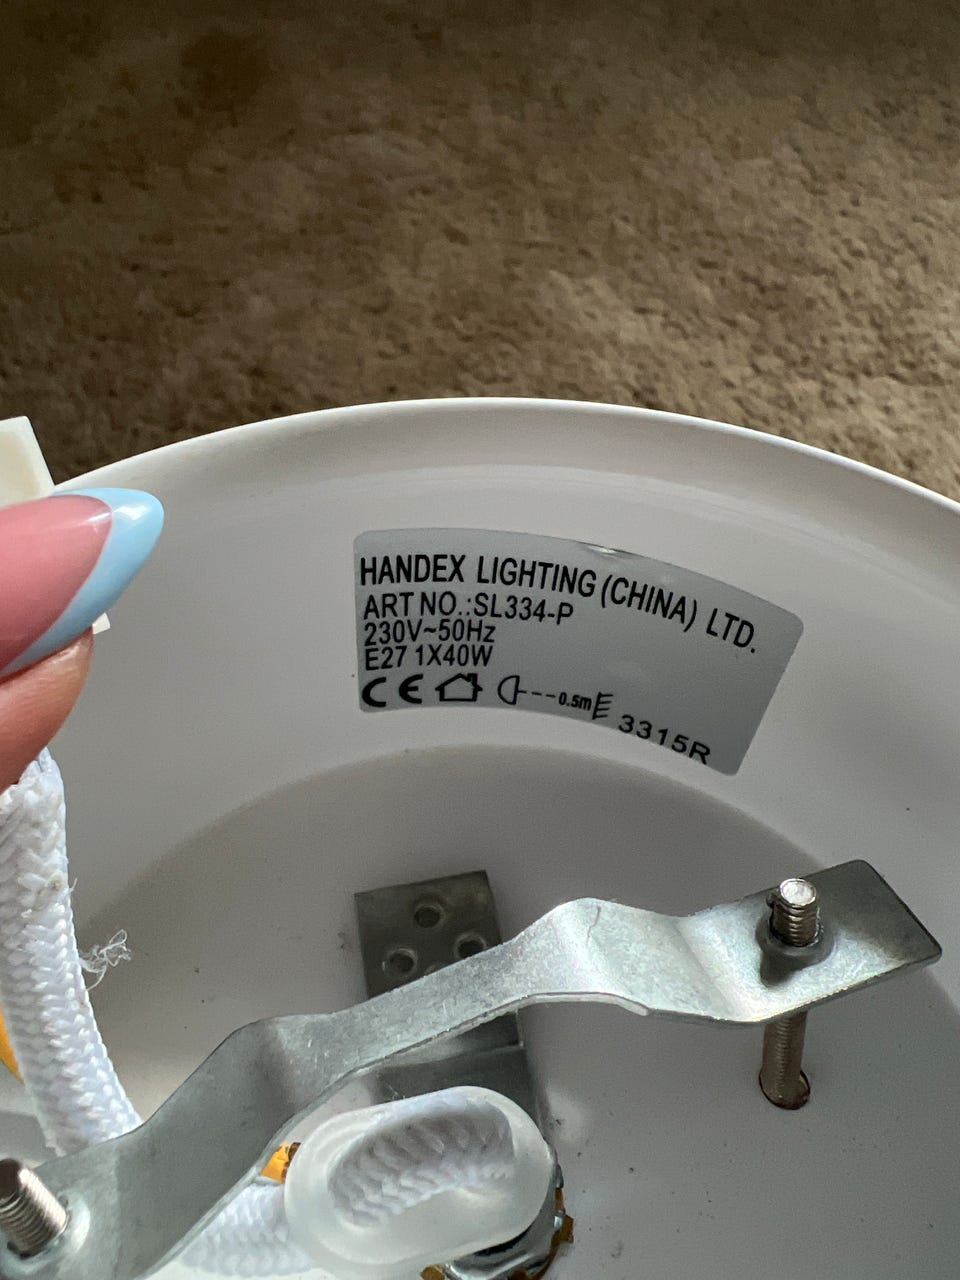 HANDEX LIGHTING (CHINA) LTD.
ART NO.:SL334-P
230V~50Hz
E27 1X40W
CE 0.5m 3315R